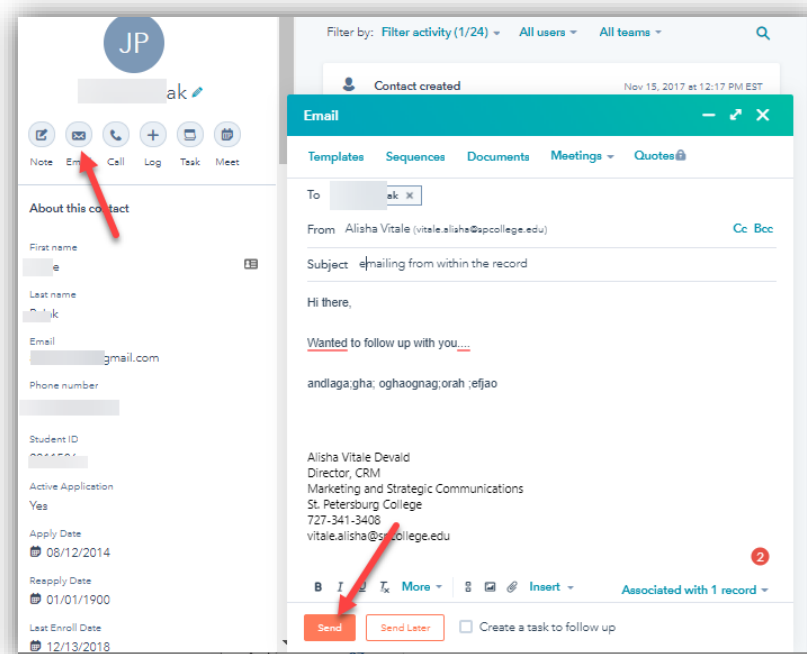 JP
ak
Note Email Call Log Task Meet
About this contact
First name
e
Last name
k
Email
gmail.com
Phone number
Student ID
Active Application
Yes
Apply Date
08/12/2014
Reapply Date
01/01/1900
Last Enroll Date
12/13/2018
Filter by: Filter activity (1/24) All users All teams
Contact created Nov 15, 2017 at 12:17 PM EST
Email
Templates Sequences Documents Meetings Quotes
To ak ×
From Alisha Vitale (vitale.alisha@spcollege.edu) Cc Bcc
Subject emailing from within the record
Hi there,
Wanted to follow up with you....
andlaga;gha; oghaognag;orah ;efjao
Alisha Vitale Devald
Director, CRM
Marketing and Strategic Communications
St. Petersburg College
727-341-3408
vitale.alisha@spcollege.edu
2
B I U Tx More Insert Associated with 1 record
Send Send Later Create a task to follow up